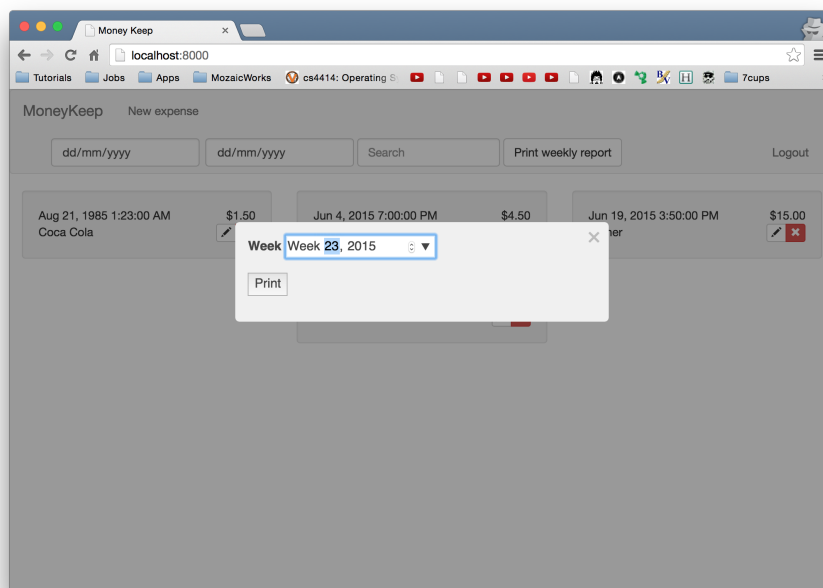 Money Keep
localhost:8000
Tutorials Jobs Apps MozaicWorks cs4414: Operating S 7cups
MoneyKeep New expense
dd/mm/yyyy dd/mm/yyyy Search Print weekly report Logout
Aug 21, 1985 1:23:00 AM $1.50 Jun 4, 2015 7:00:00 PM $4.50 Jun 19, 2015 3:50:00 PM $15.00
Coca Cola
Week Week 23, 2015
Print